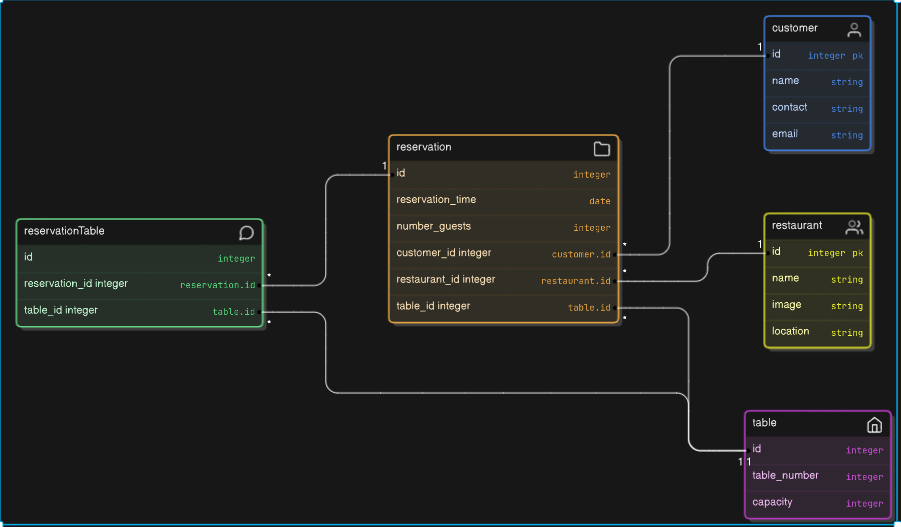 customer
1
id integer pk
name string
contact string
email string
reservation
1
id integer
reservation_time date
number_guests integer
customer_id integer customer.id
*
restaurant_id integer restaurant.id
*
table_id integer table.id
*
reservationTable
id integer
reservation_id integer reservation.id
*
table_id integer table.id
*
restaurant
1
id integer pk
name string
image string
location string
table
id integer
1 1
table_number integer
capacity integer